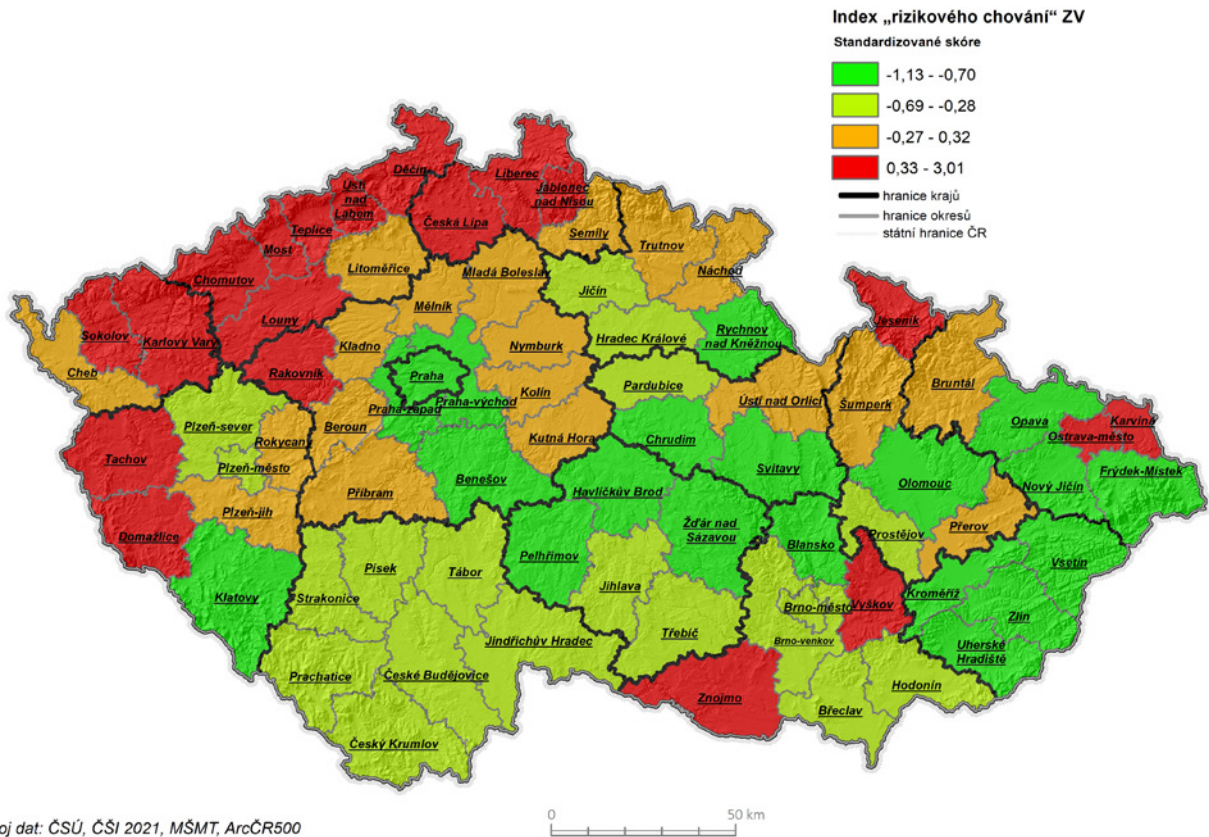 Index „rizikového chování“ ZV
Standardizované skóre
-1,13 - -0,70
-0,69 - -0,28
-0,27 - 0,32
0,33 - 3,01
hranice krajů
hranice okresů
státní hranice ČR
Děčín
Liberec
Ústí
nad
Labem
Jablonec
nad Nisou
Česká Lípa
Teplice
Semily
Most
Trutnov
Litoměřice
Mladá Boleslav
Náchod
Chomutov
Jičín
Mělník
Jeseník
Louny
Sokolov
Karlovy Vary
Hradec Králové
Rychnov
nad Kněžnou
Kladno
Nymburk
Cheb
Rakovník
Praha
Bruntál
Pardubice
Kolín
Praha-západ
Praha-východ
Ústí nad Orlicí
Šumperk
Opava
Karviná
Ostrava-město
Plzeň-sever
Beroun
Rokycan
Kutná Hora
Chrudim
Tachov
Plzeň-město
Svitavy
Frýdek-Místek
Benešov
Olomouc
Nový Jičín
Příbram
Havlíčkův Brod
Plzeň-jih
Žďár nad
Sázavou
Přerov
Domažlice
Prostějov
Blansko
Pelhřimov
Vsetín
Písek
Tábor
Jihlava
Klatovy
Strakonice
Kroměříž
Brno-město
Vyškov
Zlín
Třebíč
Jindřichův Hradec
Brno-venkov
Uherské
Hradiště
Prachatice
České Budějovice
Hodonín
Znojmo
Břeclav
Český Krumlov
oj dat: ČSÚ, ČŠI 2021, MŠMT, ArcČR500
0 50 km